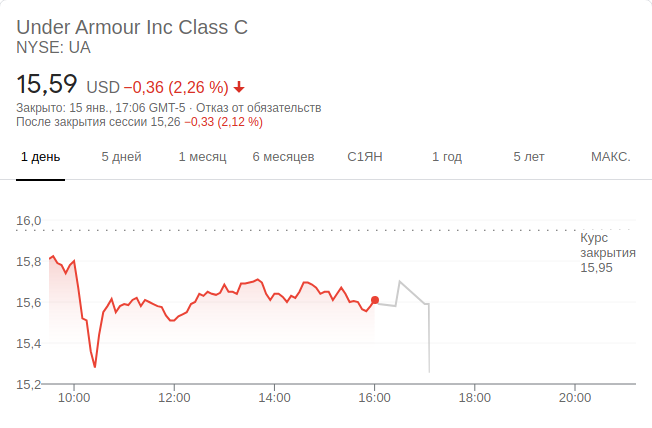 Under Armour Inc Class C
NYSE: UA
15,59 USD −0,36 (2,26 %)
Закрыто: 15 янв., 17:06 GMT-5 · Отказ от обязательств
После закрытия сессии 15,26 −0,33 (2,12 %)
1 день 5 дней 1 месяц 6 месяцев С1ЯН 1 год 5 лет МАКС.
16,0
Курс
закрытия
15,95
15,8
15,6
15,4
15,2
10:00 12:00 14:00 16:00 18:00 20:00